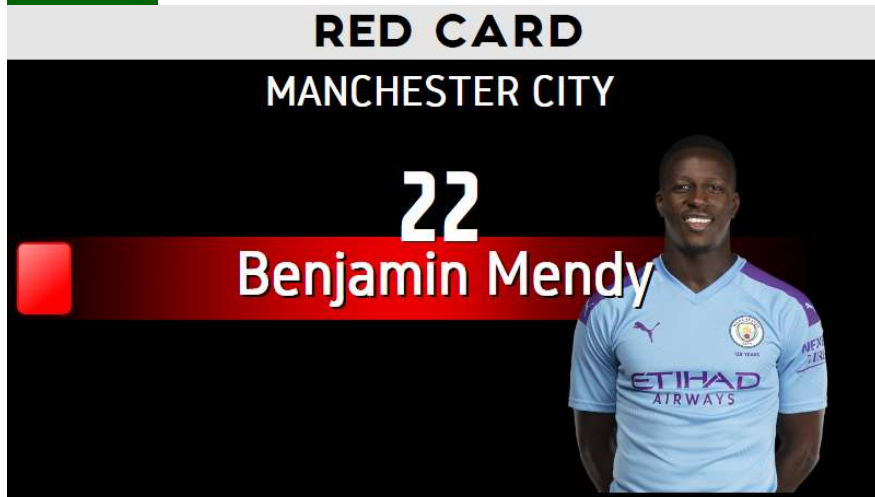 RED CARD
MANCHESTER CITY
22
Benjamin Mendy
ETIHAD
AIRWAYS